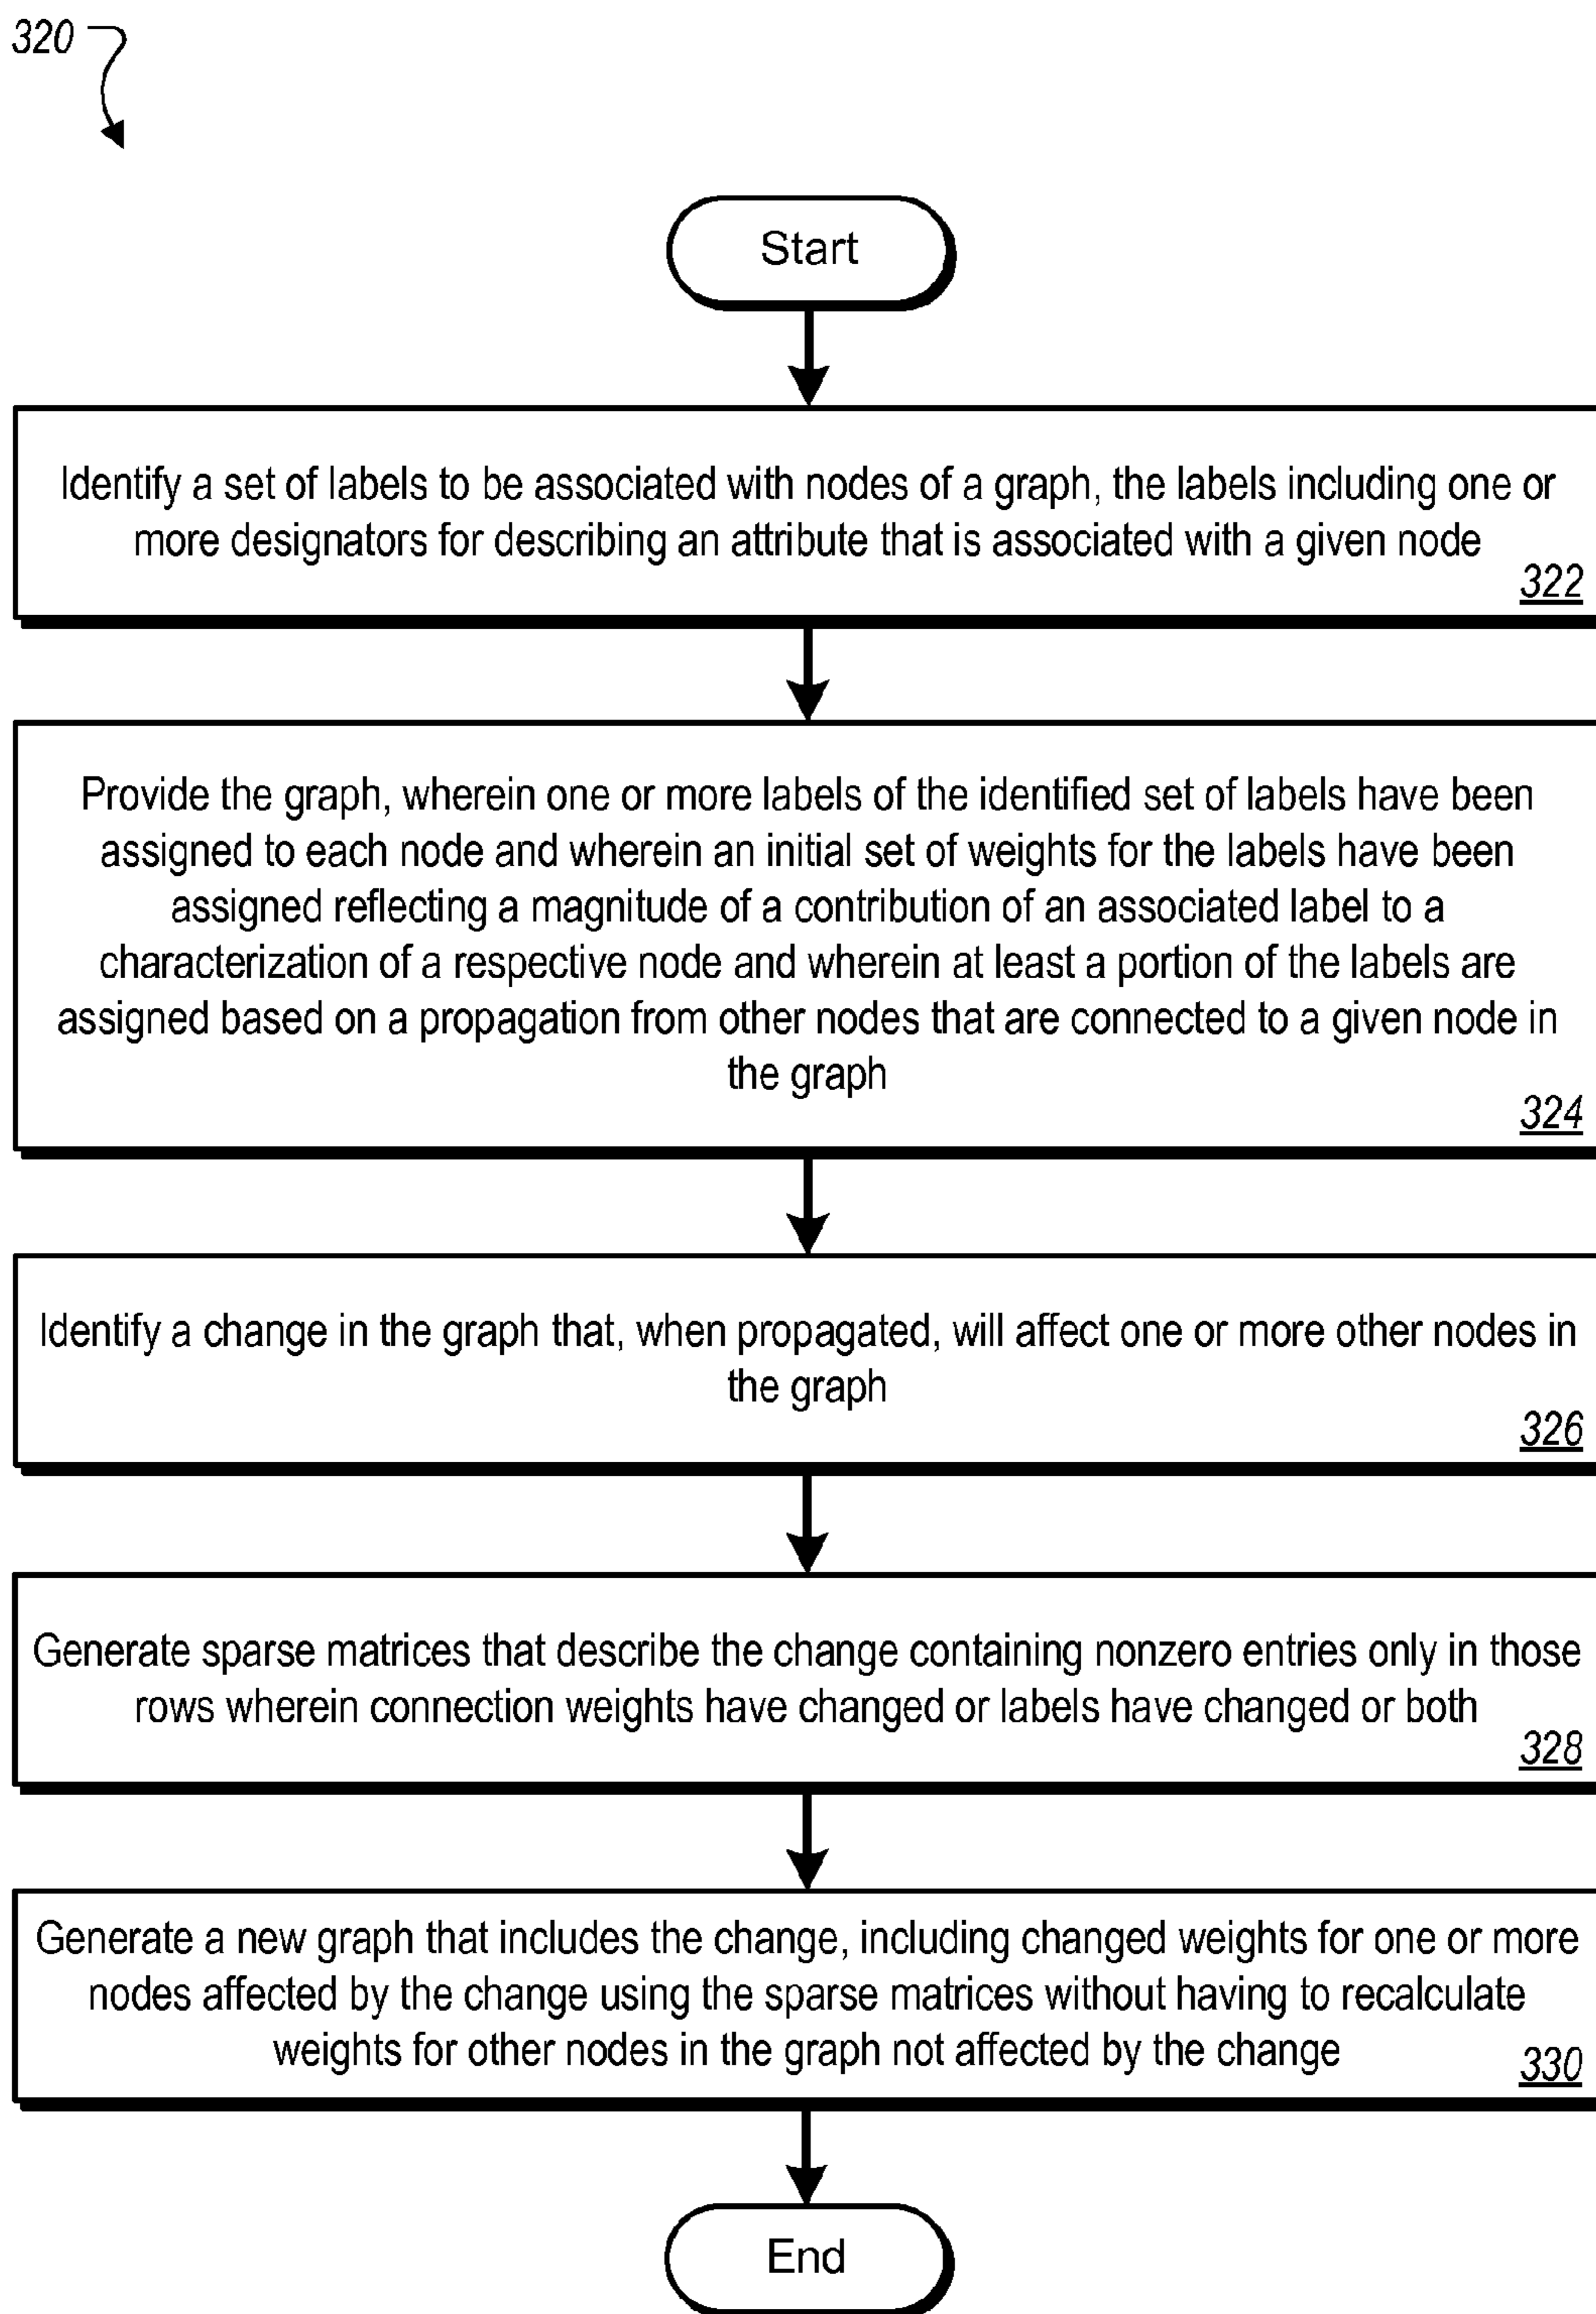 320
Start
Identify a set of labels to be associated with nodes of a graph, the labels including one or
more designators for describing an attribute that is associated with a given node
322
Provide the graph, wherein one or more labels of the identified set of labels have been
assigned to each node and wherein an initial set of weights for the labels have been
assigned reflecting a magnitude of a contribution of an associated label to a
characterization of a respective node and wherein at least a portion of the labels are
assigned based on a propagation from other nodes that are connected to a given node in
the graph
324
Identify a change in the graph that, when propagated, will affect one or more other nodes in
the graph
326
Generate sparse matrices that describe the change containing nonzero entries only in those
rows wherein connection weights have changed or labels have changed or both
328
Generate a new graph that includes the change, including changed weights for one or more
nodes affected by the change using the sparse matrices without having to recalculate
weights for other nodes in the graph not affected by the change
330
End